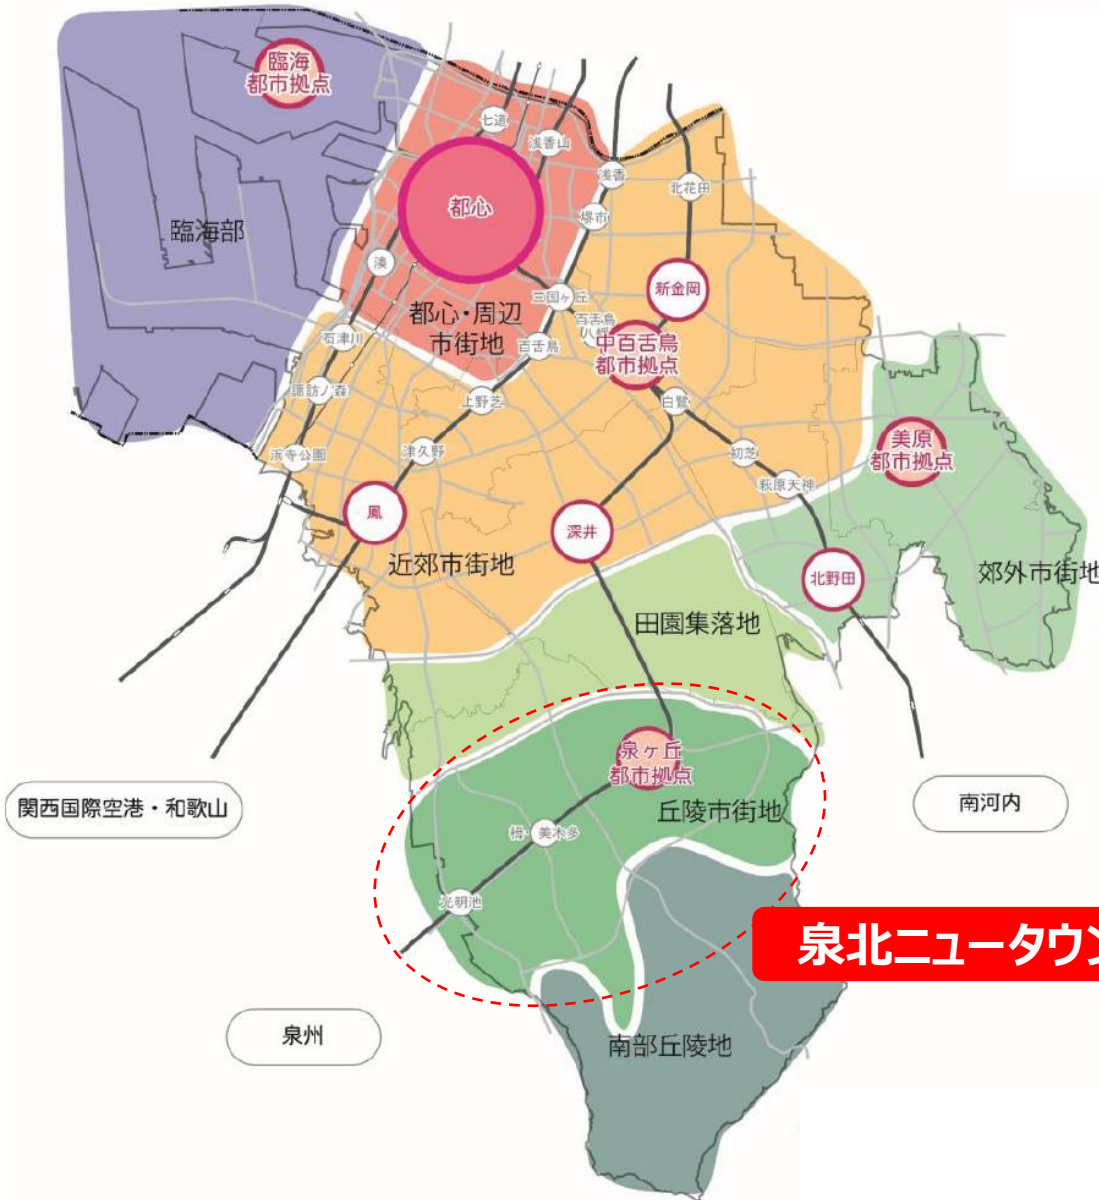 臨海
都市拠点
七道
浅香山
浅香
北花田
都心
堺市
臨海部
湊
三国ヶ丘
新金岡
都心・周辺
市街地
百舌鳥
八幡
石津川
百舌鳥
中百舌鳥
都市拠点
諏訪ノ森
上野芝
白鷺
浜寺公園
津久野
初芝
美原
都市拠点
萩原天神
鳳
深井
近郊市街地
北野田
郊外市街地
田園集落地
泉ヶ丘
都市拠点
関西国際空港・和歌山
丘陵市街地
南河内
栂・美木多
光明池
泉北ニュータウン
泉州
南部丘陵地